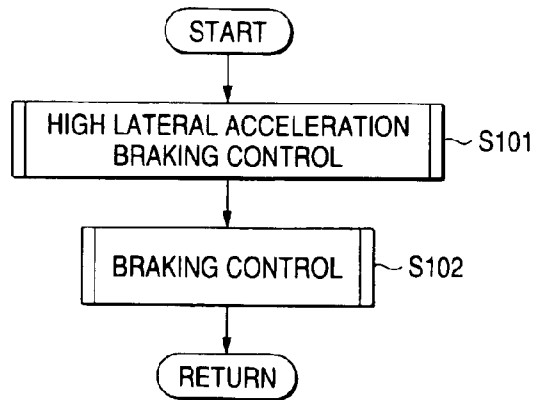 START
HIGH LATERAL ACCELERATION
BRAKING CONTROL
S101
BRAKING CONTROL
S102
RETURN